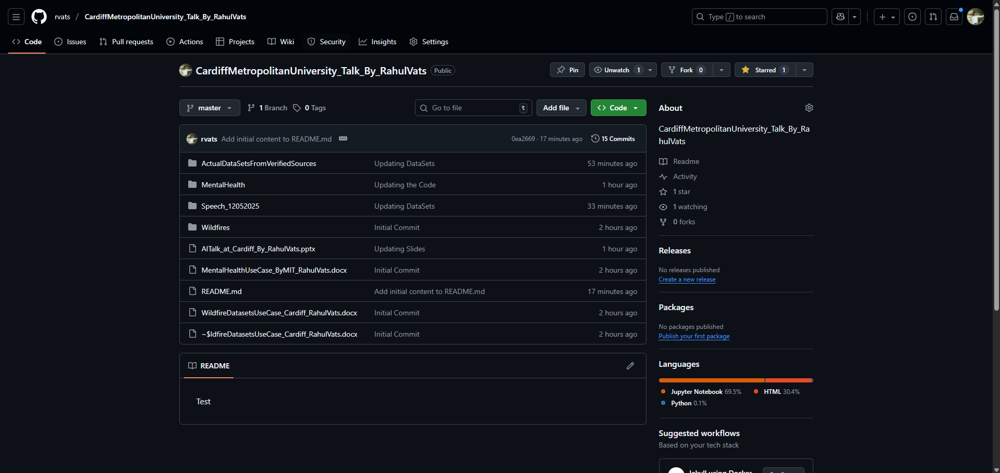 rvats / CardiffMetropolitanUniversity_Talk_By_RahulVats
Type / to search
Code Issues Pull requests Actions Projects Wiki Security Insights Settings
CardiffMetropolitanUniversity_Talk_By_RahulVats Public
Pin Unwatch 1 Fork 0 Starred 1
master 1 Branch 0 Tags Go to file t Add file Code
rvats Add initial content to README.md 0ea2669 · 17 minutes ago 15 Commits
ActualDataSetsFromVerifiedSources Updating DataSets 53 minutes ago
MentalHealth Updating the Code 1 hour ago
Speech_12052025 Updating DataSets 33 minutes ago
Wildfires Initial Commit 2 hours ago
AITalk_at_Cardiff_By_RahulVats.pptx Updating Slides 1 hour ago
MentalHealthUseCase_ByMIT_RahulVats.docx Initial Commit 2 hours ago
README.md Add initial content to README.md 17 minutes ago
WildfireDatasetsUseCase_Cardiff_RahulVats.docx Initial Commit 2 hours ago
~$ldfireDatasetsUseCase_Cardiff_RahulVats.docx Initial Commit 2 hours ago
README
Test
About
CardiffMetropolitanUniversity_Talk_By_Ra
hulVats
Readme
Activity
1 star
1 watching
0 forks
Releases
No releases published
Create a new release
Packages
No packages published
Publish your first package
Languages
Jupyter Notebook 69.5% HTML 30.4%
Python 0.1%
Suggested workflows
Based on your tech stack
Jekyll using Docker